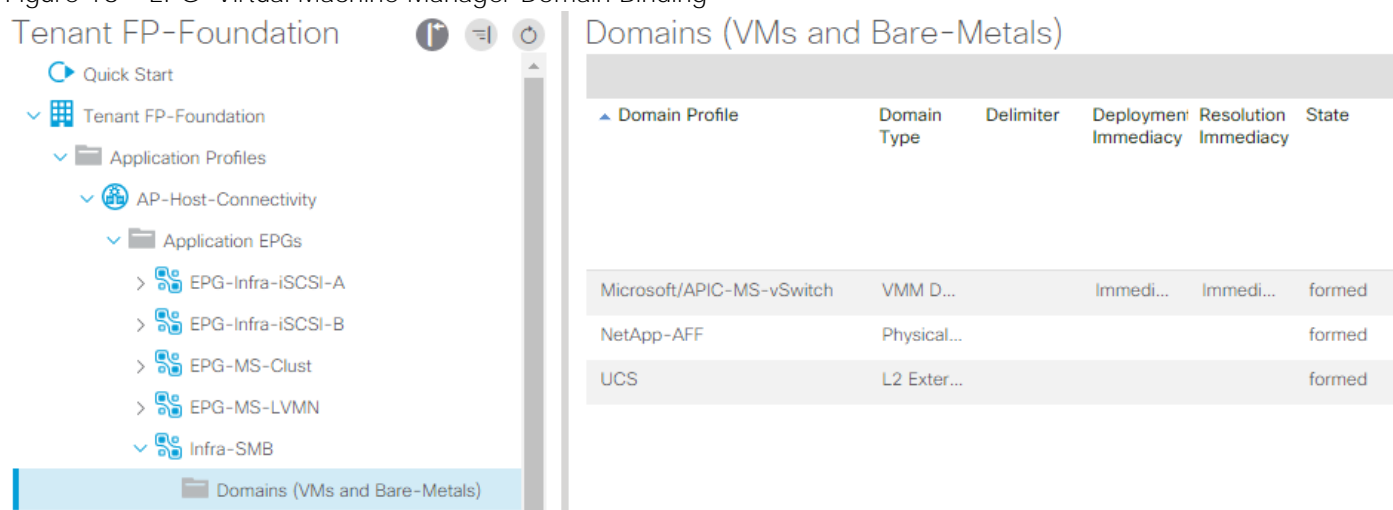 Tenant FP-Foundation
Quick Start
Tenant FP-Foundation
Application Profiles
AP-Host-Connectivity
Application EPGs
EPG-Infra-iSCSI-A
EPG-Infra-iSCSI-B
EPG-MS-Clust
EPG-MS-LVMN
Infra-SMB
Domains (VMs and Bare-Metals)
Domains (VMs and Bare-Metals)
Domain Profile Domain Type Delimiter Deployment Immediacy Resolution Immediacy State
Microsoft/APIC-MS-vSwitch VMM D... Immedi... Immedi... formed
NetApp-AFF Physical... formed
UCS L2 Exter... formed